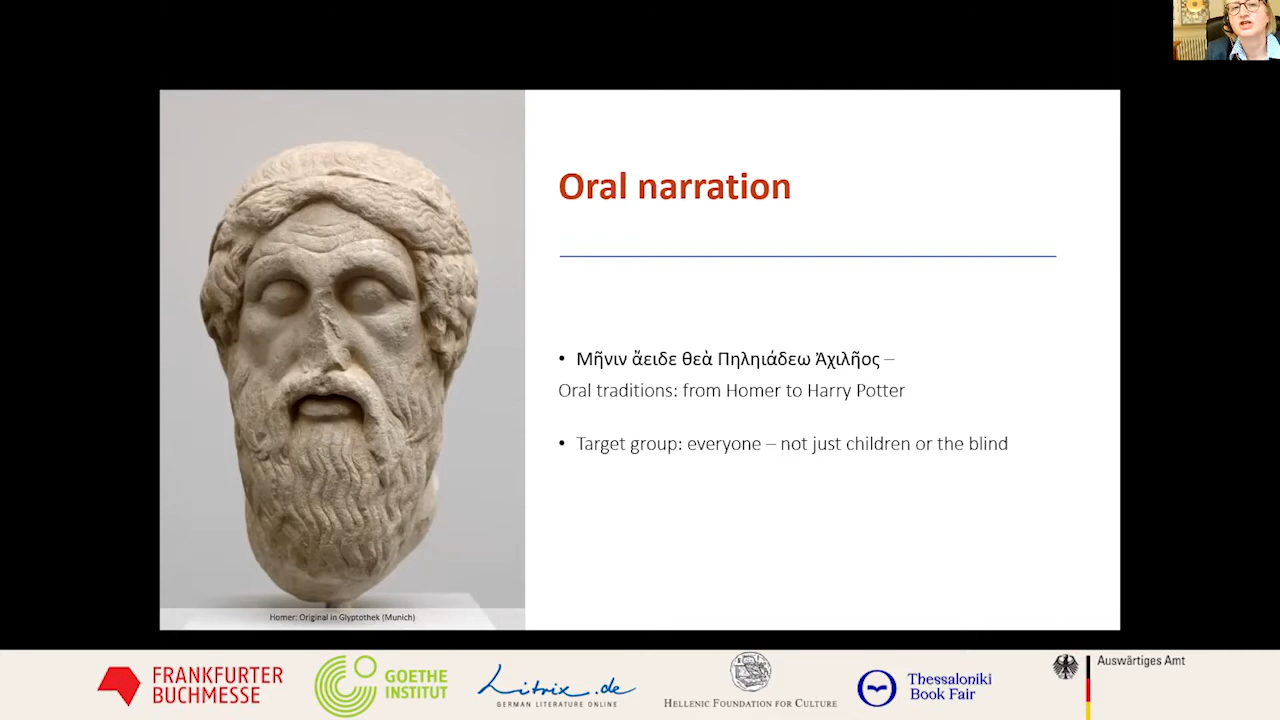 Oral narration
• Μῆνιν ἄειδε θεὰ Πηληιάδεω Ἀχιλῆος –
Oral traditions: from Homer to Harry Potter
• Target group: everyone – not just children or the blind
Homer: Original in Glyptothek (Munich)
FRANKFURTER
BUCHMESSE
GOETHE
INSTITUT
Litrix.de
GERMAN LITERATURE ONLINE
HELLENIC FOUNDATION FOR CULTURE
Thessaloniki
Book Fair
Auswärtiges Amt